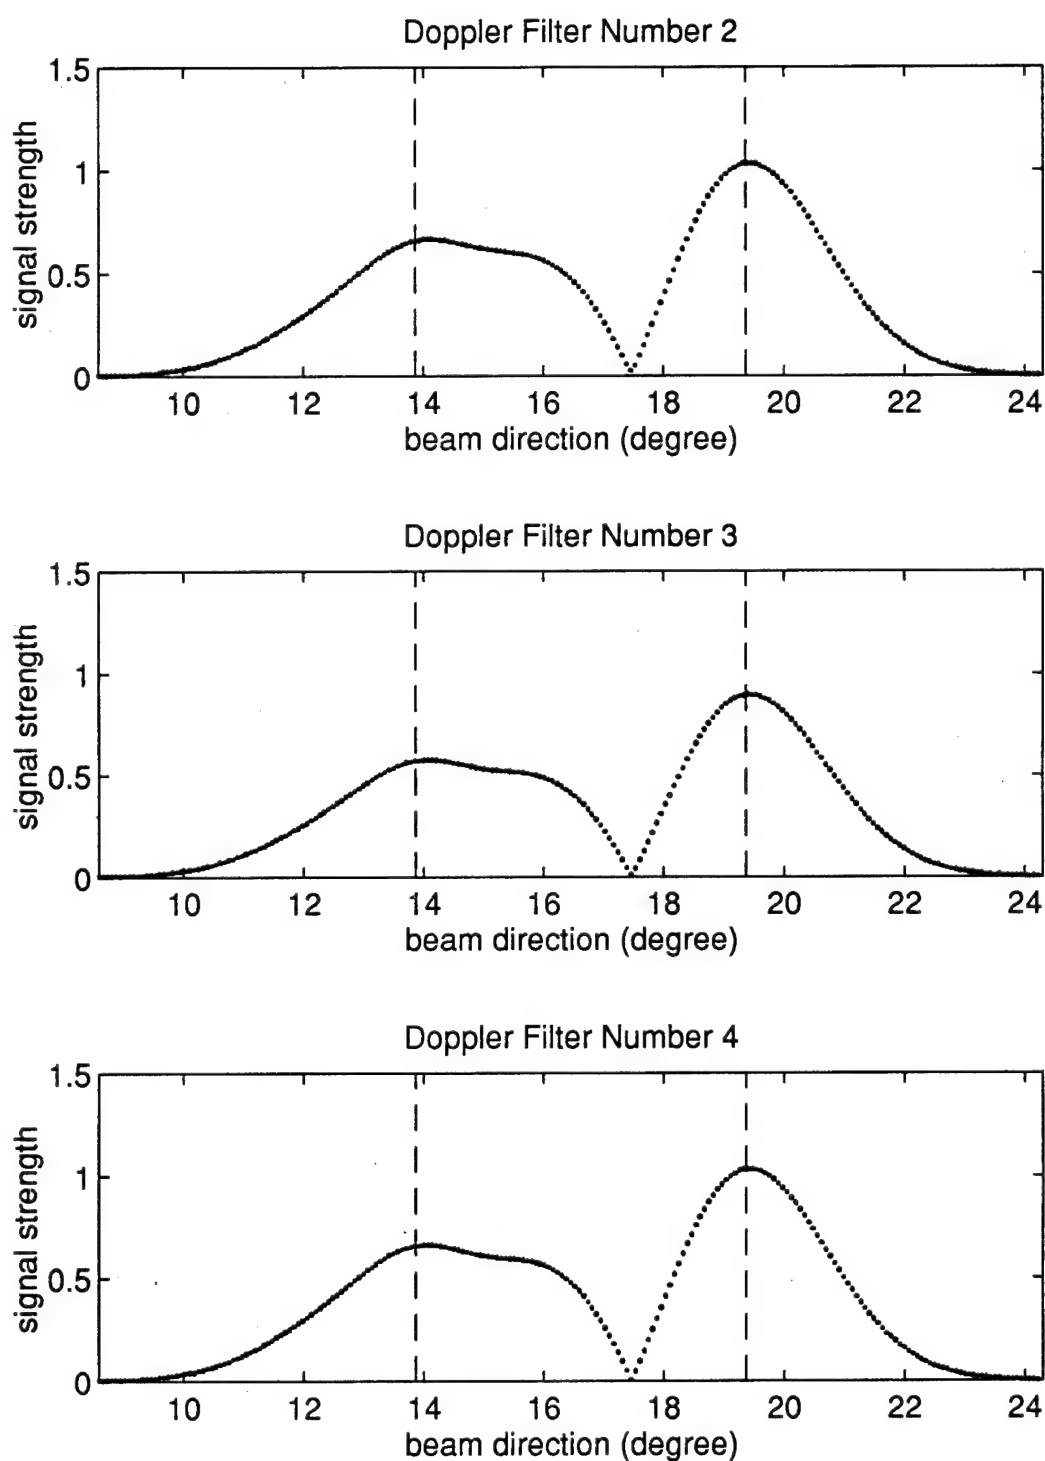 Doppler Filter Number 2
1.5
1
0.5
0
signal strength
10 12 14 16 18 20 22 24
beam direction (degree)
Doppler Filter Number 3
1.5
1
0.5
0
signal strength
10 12 14 16 18 20 22 24
beam direction (degree)
Doppler Filter Number 4
1.5
1
0.5
0
signal strength
10 12 14 16 18 20 22 24
beam direction (degree)